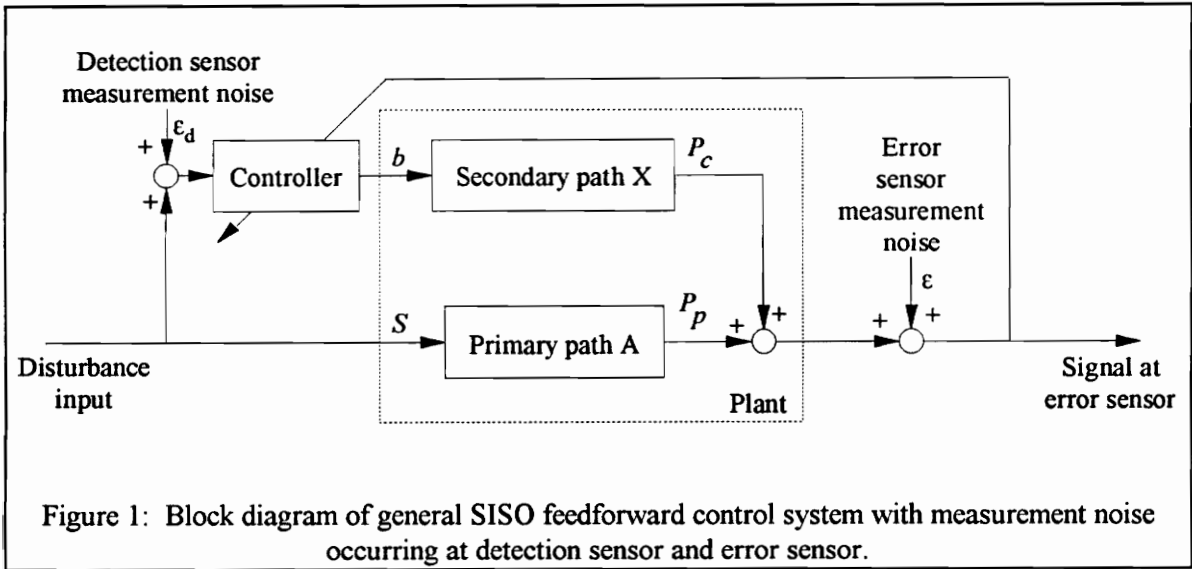 Detection sensor
measurement noise
ε_d
+
+
Controller
b
Secondary path X
P_c
Error
sensor
measurement
noise
ε
S
Primary path A
P_p
+
+
+
+
Disturbance
input
Plant
Signal at
error sensor
Figure 1: Block diagram of general SISO feedforward control system with measurement noise
occurring at detection sensor and error sensor.